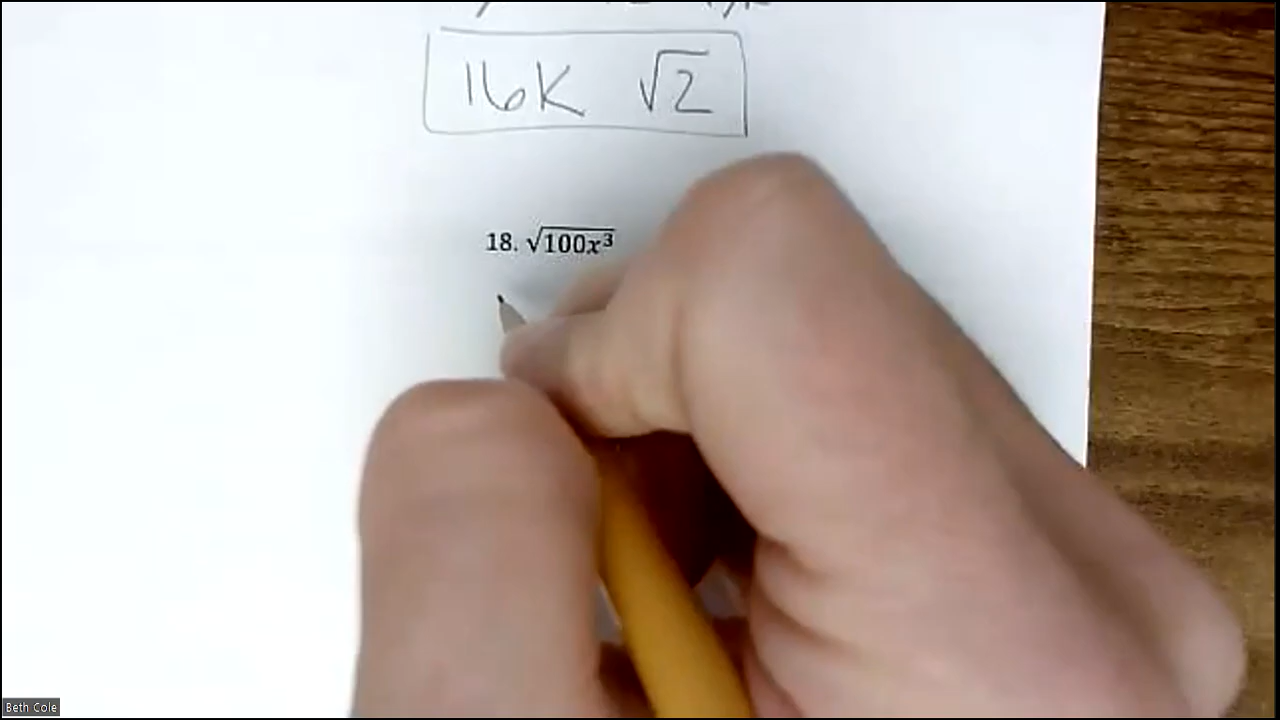 16K √2
18. √100x³
Beth Cole